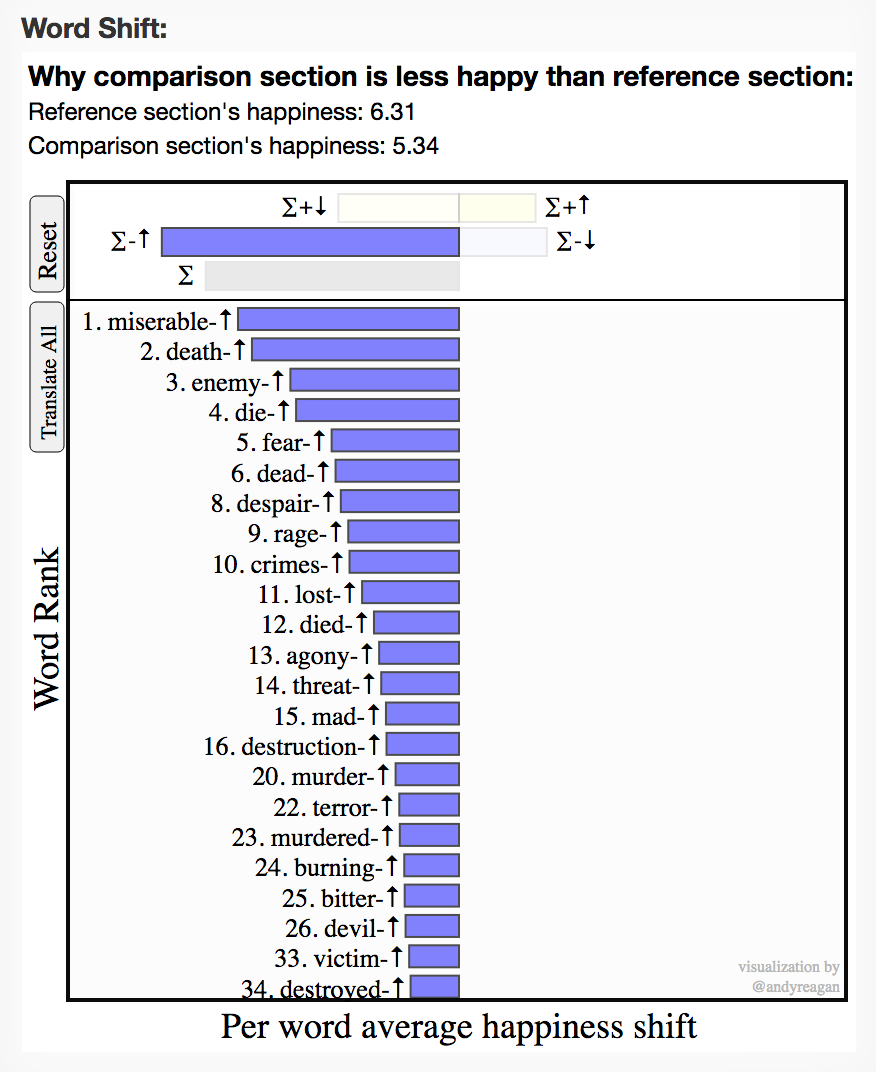 Word Shift:
Why comparison section is less happy than reference section:
Reference section's happiness: 6.31
Comparison section's happiness: 5.34
Reset
Σ+↓ Σ+↑
Σ-↑ Σ-↓
Σ
Translate All
1. miserable-↑
2. death-↑
3. enemy-↑
4. die-↑
5. fear-↑
6. dead-↑
8. despair-↑
9. rage-↑
10. crimes-↑
11. lost-↑
12. died-↑
13. agony-↑
14. threat-↑
15. mad-↑
16. destruction-↑
20. murder-↑
22. terror-↑
23. murdered-↑
24. burning-↑
25. bitter-↑
26. devil-↑
33. victim-↑
34. destroyed-↑
Word Rank
visualization by
@andyreagan
Per word average happiness shift